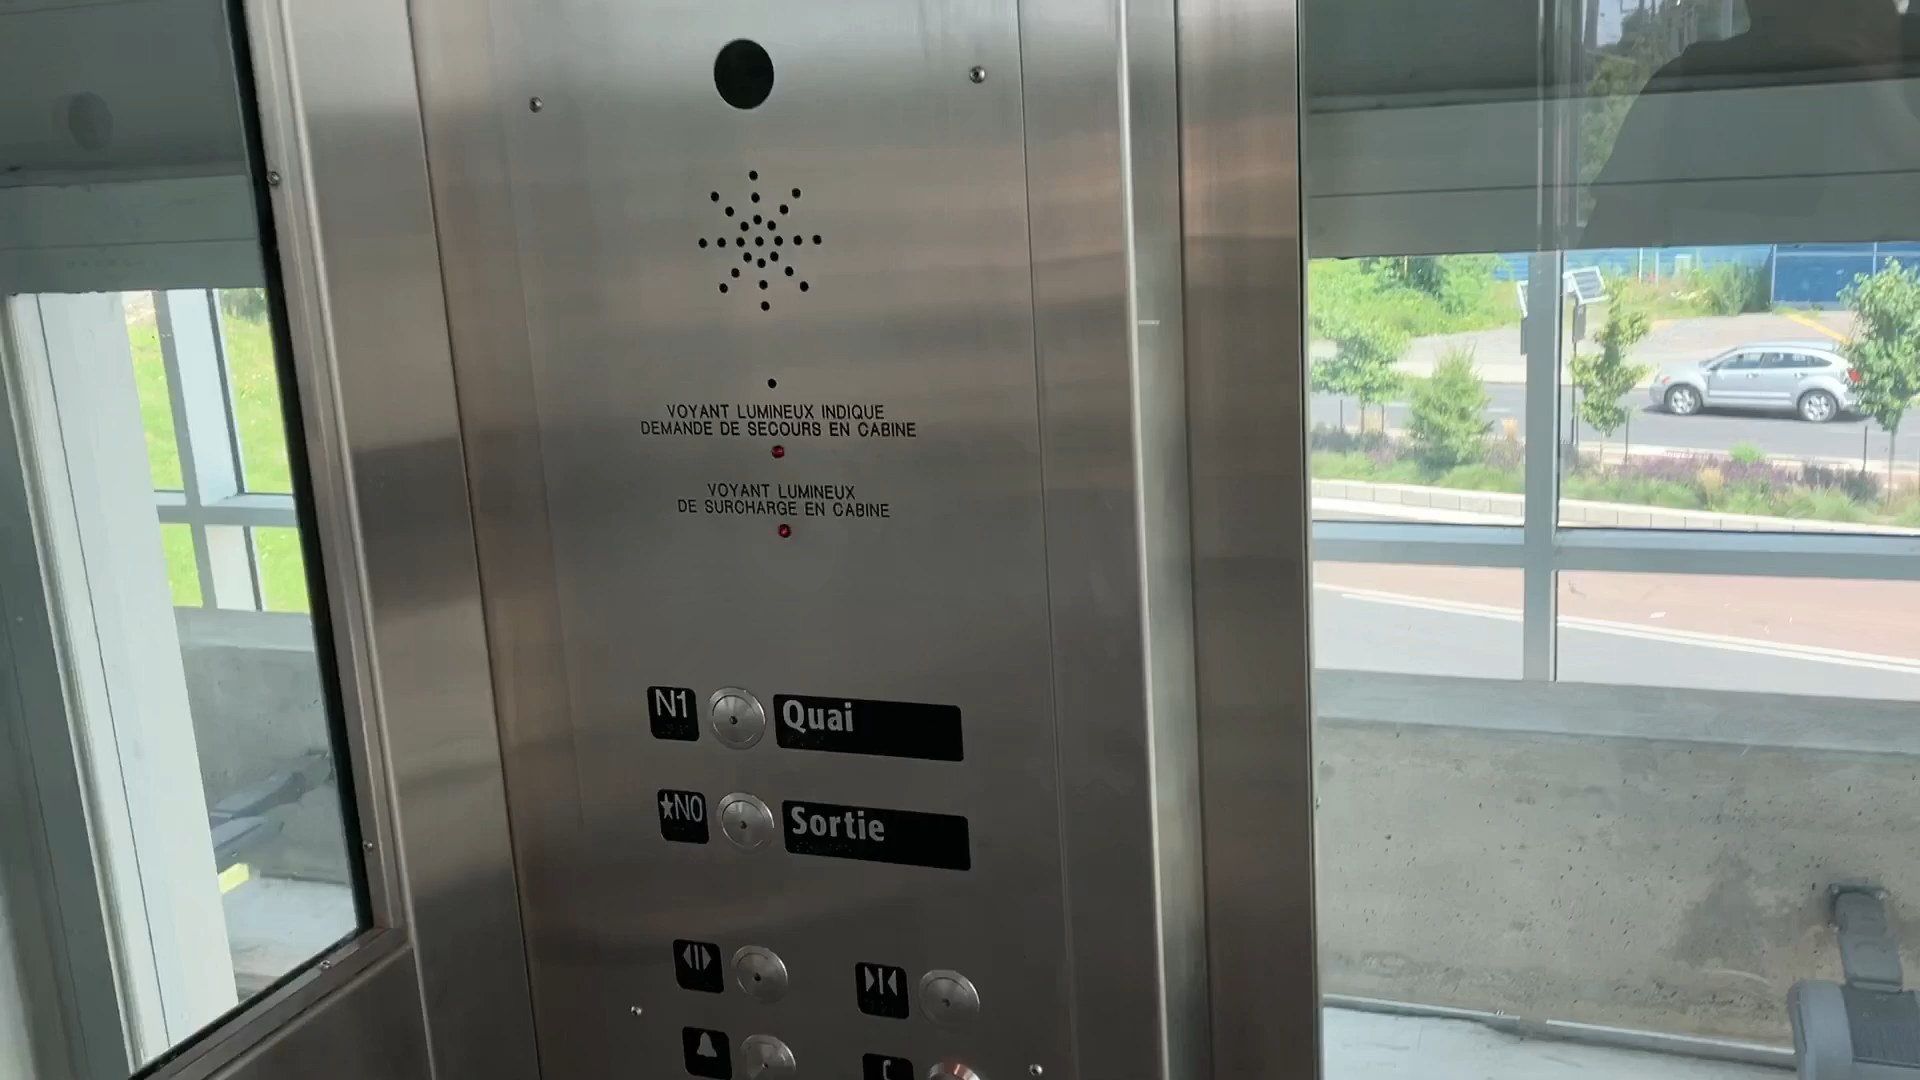 VOYANT LUMINEUX INDIQUE
DEMANDE DE SECOURS EN CABINE
VOYANT LUMINEUX
DE SURCHARGE EN CABINE
N1 Quai
★N0 Sortie